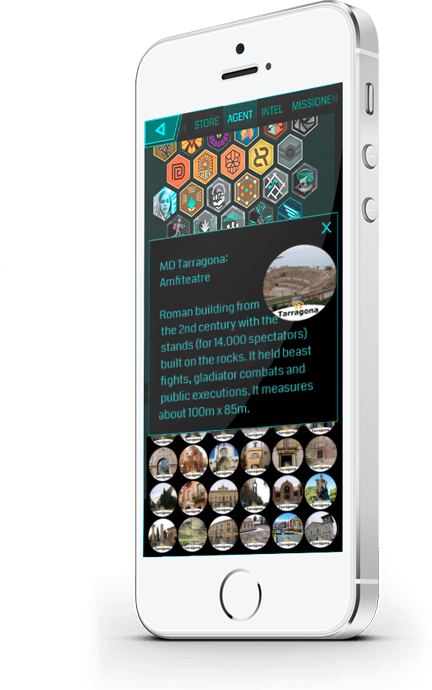 STORE AGENT INTEL MISSIONEN
X
MD Tarragona:
Amfiteatre
Tarragona
Roman building from
the 2nd century with the
stands (for 14.000 spectators)
built on the rocks. It held beast
fights, gladiator combats and
public executions. It measures
about 100m x 85m.